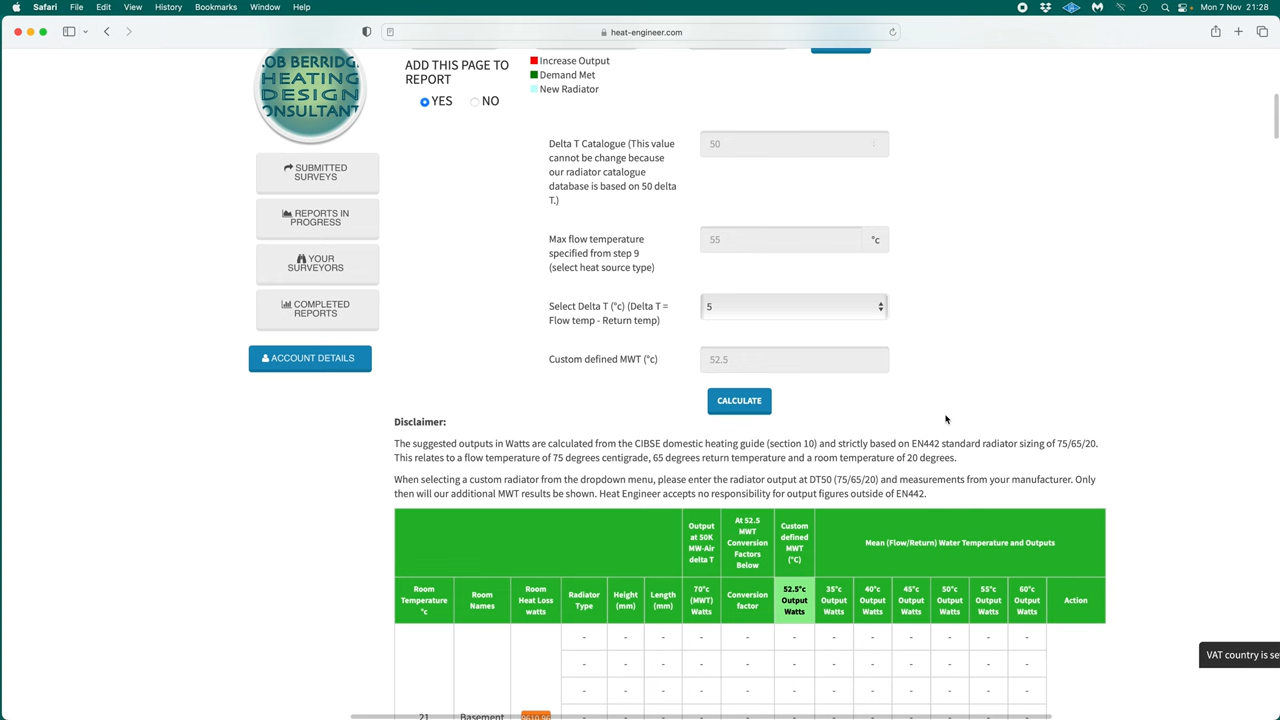 Safari File Edit View History Bookmarks Window Help
Mon 7 Nov 21:28
heat-engineer.com
OB BERRIDG
HEATING
DESIGN
ONSULTANT
ADD THIS PAGE TO
REPORT
YES NO
Increase Output
Demand Met
New Radiator
SUBMITTED
SURVEYS
REPORTS IN
PROGRESS
YOUR
SURVEYORS
COMPLETED
REPORTS
ACCOUNT DETAILS
Delta T Catalogue (This value
cannot be change because
our radiator catalogue
database is based on 50 delta
T.)
50
Max flow temperature
specified from step 9
(select heat source type)
55 °c
Select Delta T (°c) (Delta T =
Flow temp - Return temp)
5
Custom defined MWT (°c)
52.5
CALCULATE
Disclaimer:
The suggested outputs in Watts are calculated from the CIBSE domestic heating guide (section 10) and strictly based on EN442 standard radiator sizing of 75/65/20.
This relates to a flow temperature of 75 degrees centigrade, 65 degrees return temperature and a room temperature of 20 degrees.
When selecting a custom radiator from the dropdown menu, please enter the radiator output at DT50 (75/65/20) and measurements from your manufacturer. Only
then will our additional MWT results be shown. Heat Engineer accepts no responsibility for output figures outside of EN442.
Output
at 50K
MW-Air
delta T
At 52.5
MWT
Conversion
Factors
Below
Custom
defined
MWT
(°C)
Mean (Flow/Return) Water Temperature and Outputs
Room
Temperature
°c
Room
Names
Room
Heat Loss
watts
Radiator
Type
Height
(mm)
Length
(mm)
70°c
(MWT)
Watts
Conversion
factor
52.5°c
Output
Watts
35°c
Output
Watts
40°c
Output
Watts
45°c
Output
Watts
50°c
Output
Watts
55°c
Output
Watts
60°c
Output
Watts
Action
- - - - - - - - - - - -
- - - - - - - - - - - -
- - - - - - - - - - - -
21 Basement
- - - - - - - - - - - -
VAT country is se